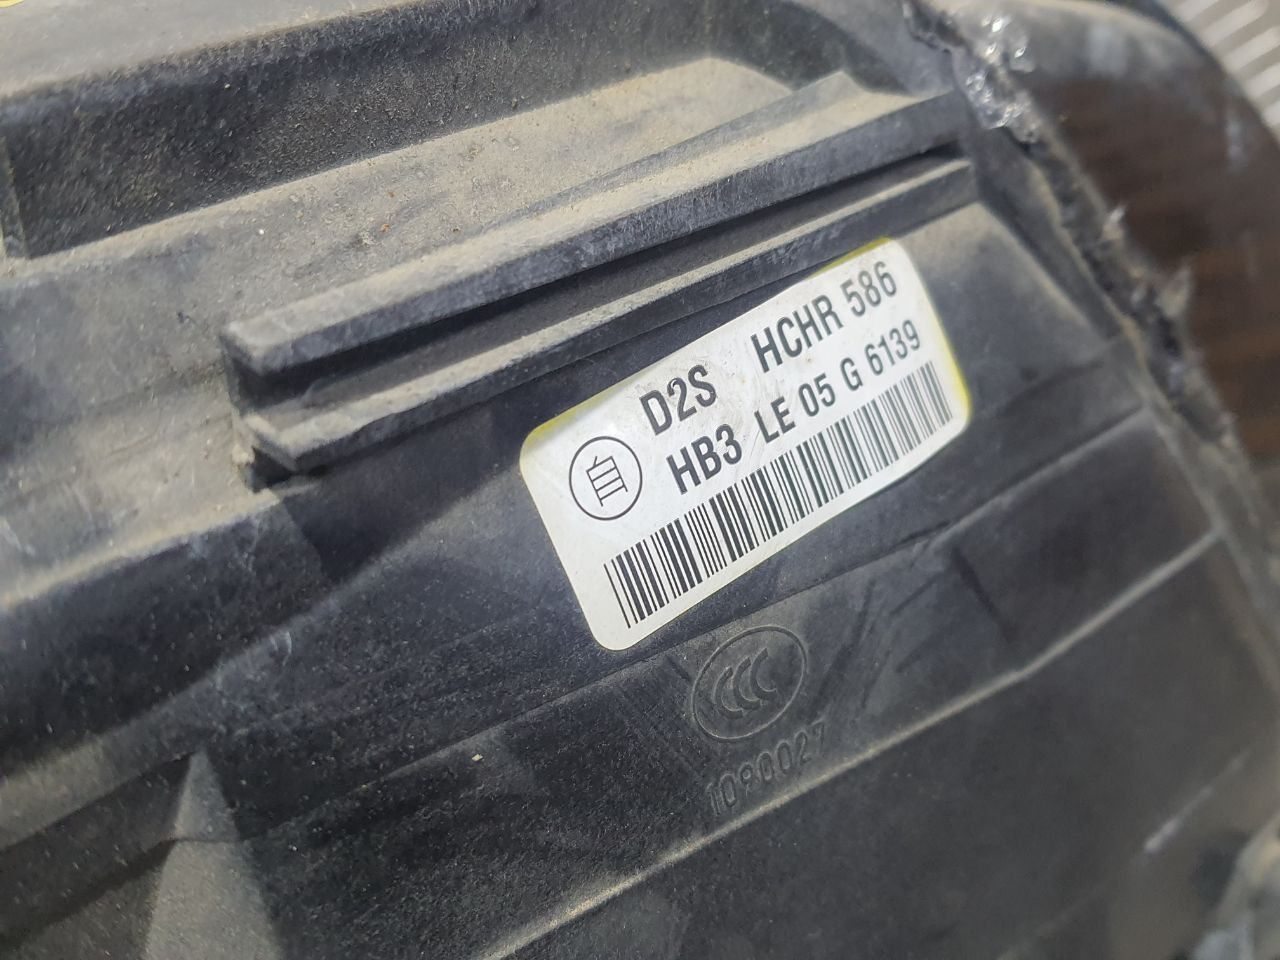 D2S HCHR 586
自 HB3 LE 05 G 6139
CCC
1090027